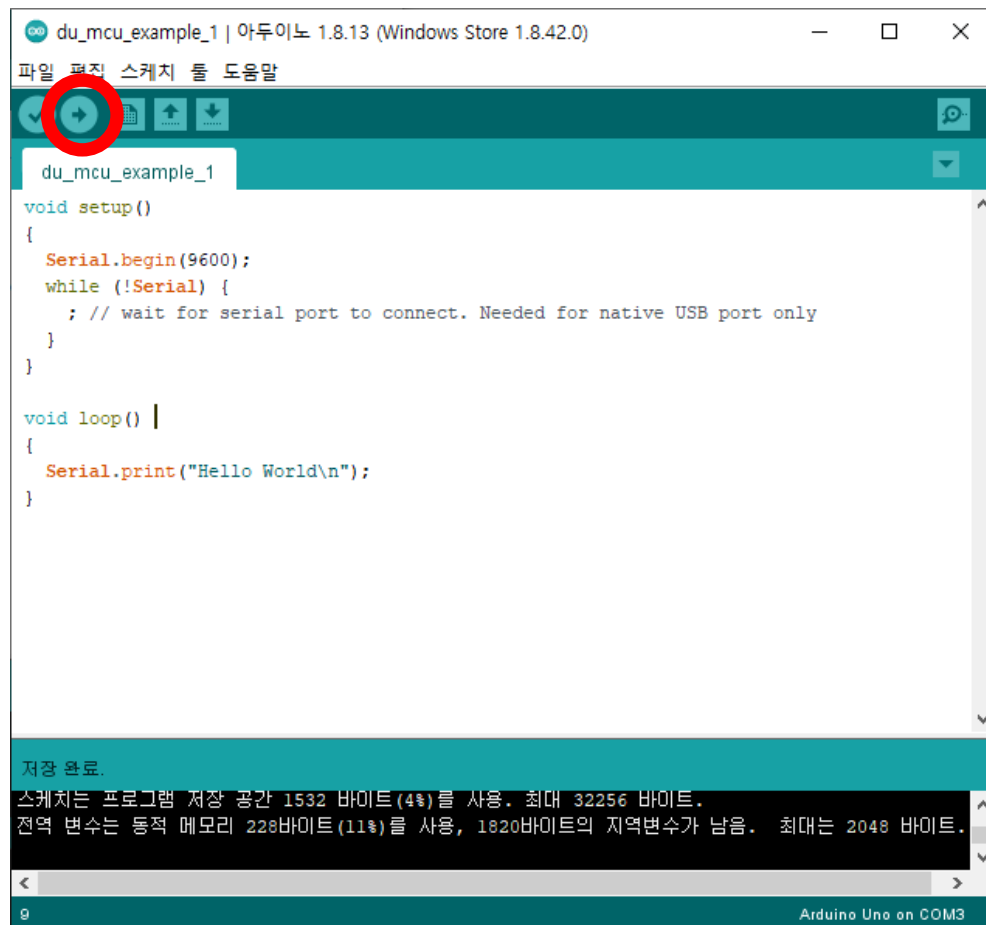 du_mcu_example_1 | 아두이노 1.8.13 (Windows Store 1.8.42.0)
파일 편집 스케치 툴 도움말
du_mcu_example_1
void setup()
{
  Serial.begin(9600);
  while (!Serial) {
    ; // wait for serial port to connect. Needed for native USB port only
  }
}
void loop()
{
  Serial.print("Hello World\n");
}
저장 완료.
스케치는 프로그램 저장 공간 1532 바이트(4%)를 사용. 최대 32256 바이트.
전역 변수는 동적 메모리 228바이트(11%)를 사용, 1820바이트의 지역변수가 남음.  최대는 2048 바이트.
9
Arduino Uno on COM3